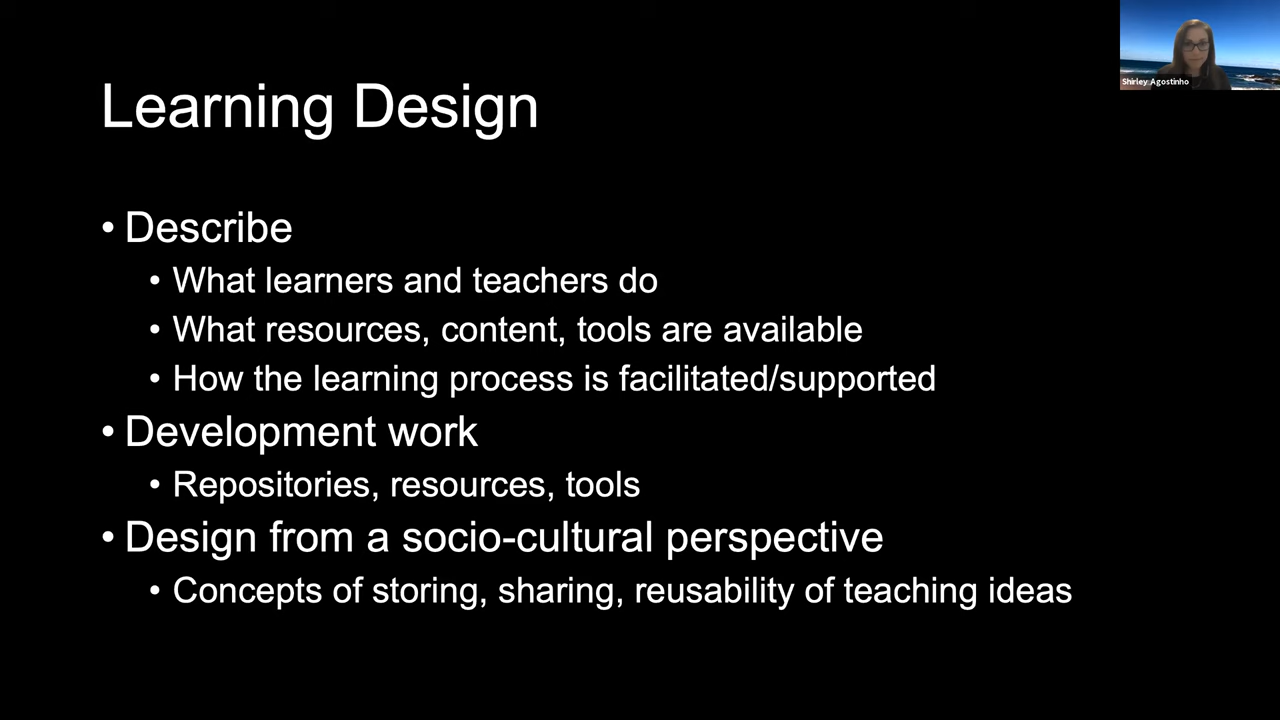 Shirley Agostinho
Learning Design
• Describe
• What learners and teachers do
• What resources, content, tools are available
• How the learning process is facilitated/supported
• Development work
• Repositories, resources, tools
• Design from a socio-cultural perspective
• Concepts of storing, sharing, reusability of teaching ideas